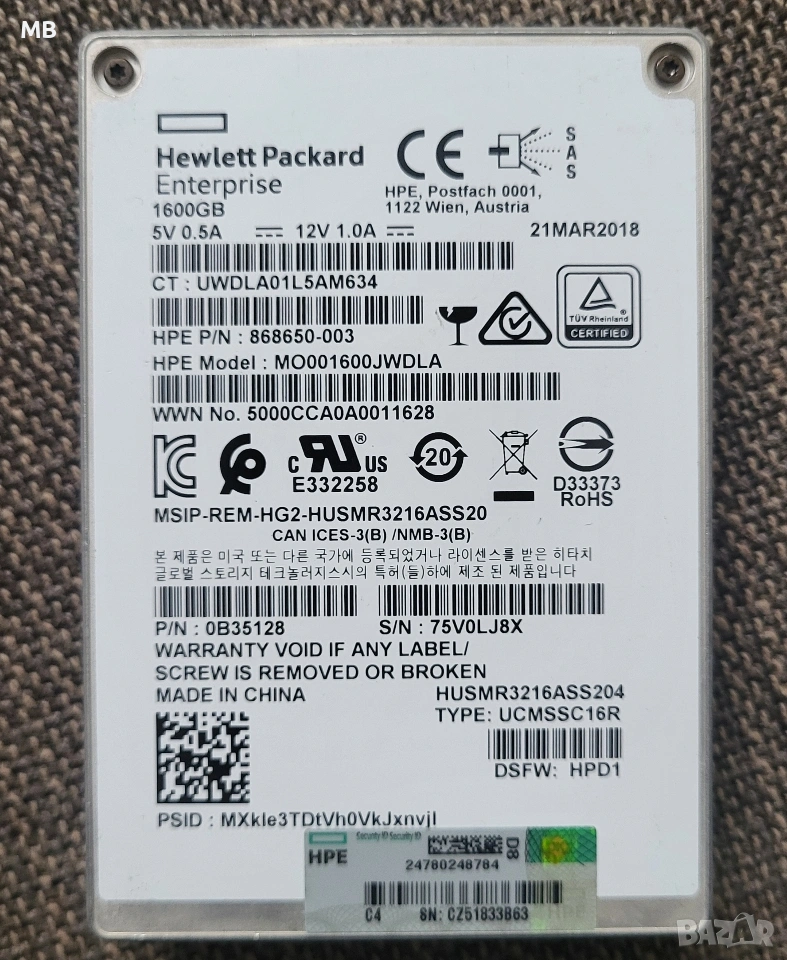 MB
Hewlett Packard
Enterprise
1600GB
CE
S
A
S
HPE, Postfach 0001,
1122 Wien, Austria
5V 0.5A 12V 1.0A 21MAR2018
CT : UWDLA01L5AM634
HPE P/N : 868650-003
TÜV Rheinland
CERTIFIED
HPE Model : MO001600JWDLA
WWN No. 5000CCA0A0011628
c RU US
E332258
20
D33373
RoHS
MSIP-REM-HG2-HUSMR3216ASS20
CAN ICES-3(B) /NMB-3(B)
본 제품은 미국 또는 다른 국가에 등록되었거나 라이센스를 받은 히타치
글로벌 스토리지 테크놀러지스시의 특허(들)하에 제조 된 제품입니다
P/N : 0B35128 S/N : 75V0LJ8X
WARRANTY VOID IF ANY LABEL/
SCREW IS REMOVED OR BROKEN
MADE IN CHINA HUSMR3216ASS204
TYPE: UCMSSC16R
DSFW: HPD1
PSID : MXkle3TDtVh0VkJxnvjl
Security ID Security ID
HPE D8
24780248784
C4 SN: CZ51833B63
BAZAR